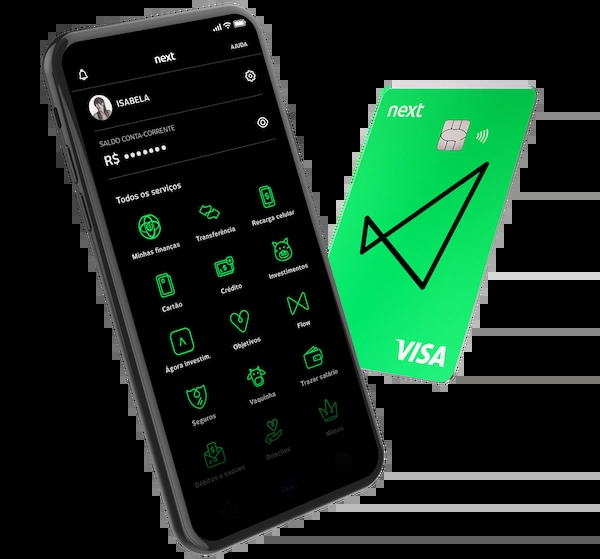 next
AJUDA
ISABELA
SALDO CONTA-CORRENTE
R$ •••••••
Todos os serviços
Minhas finanças
Transferência
Recarga celular
Cartão
Crédito
Investimentos
Ágora investim.
Objetivos
Flow
Seguros
Vaquinha
Trazer salário
Débitos e saques
Doações
Mimos
next
VISA